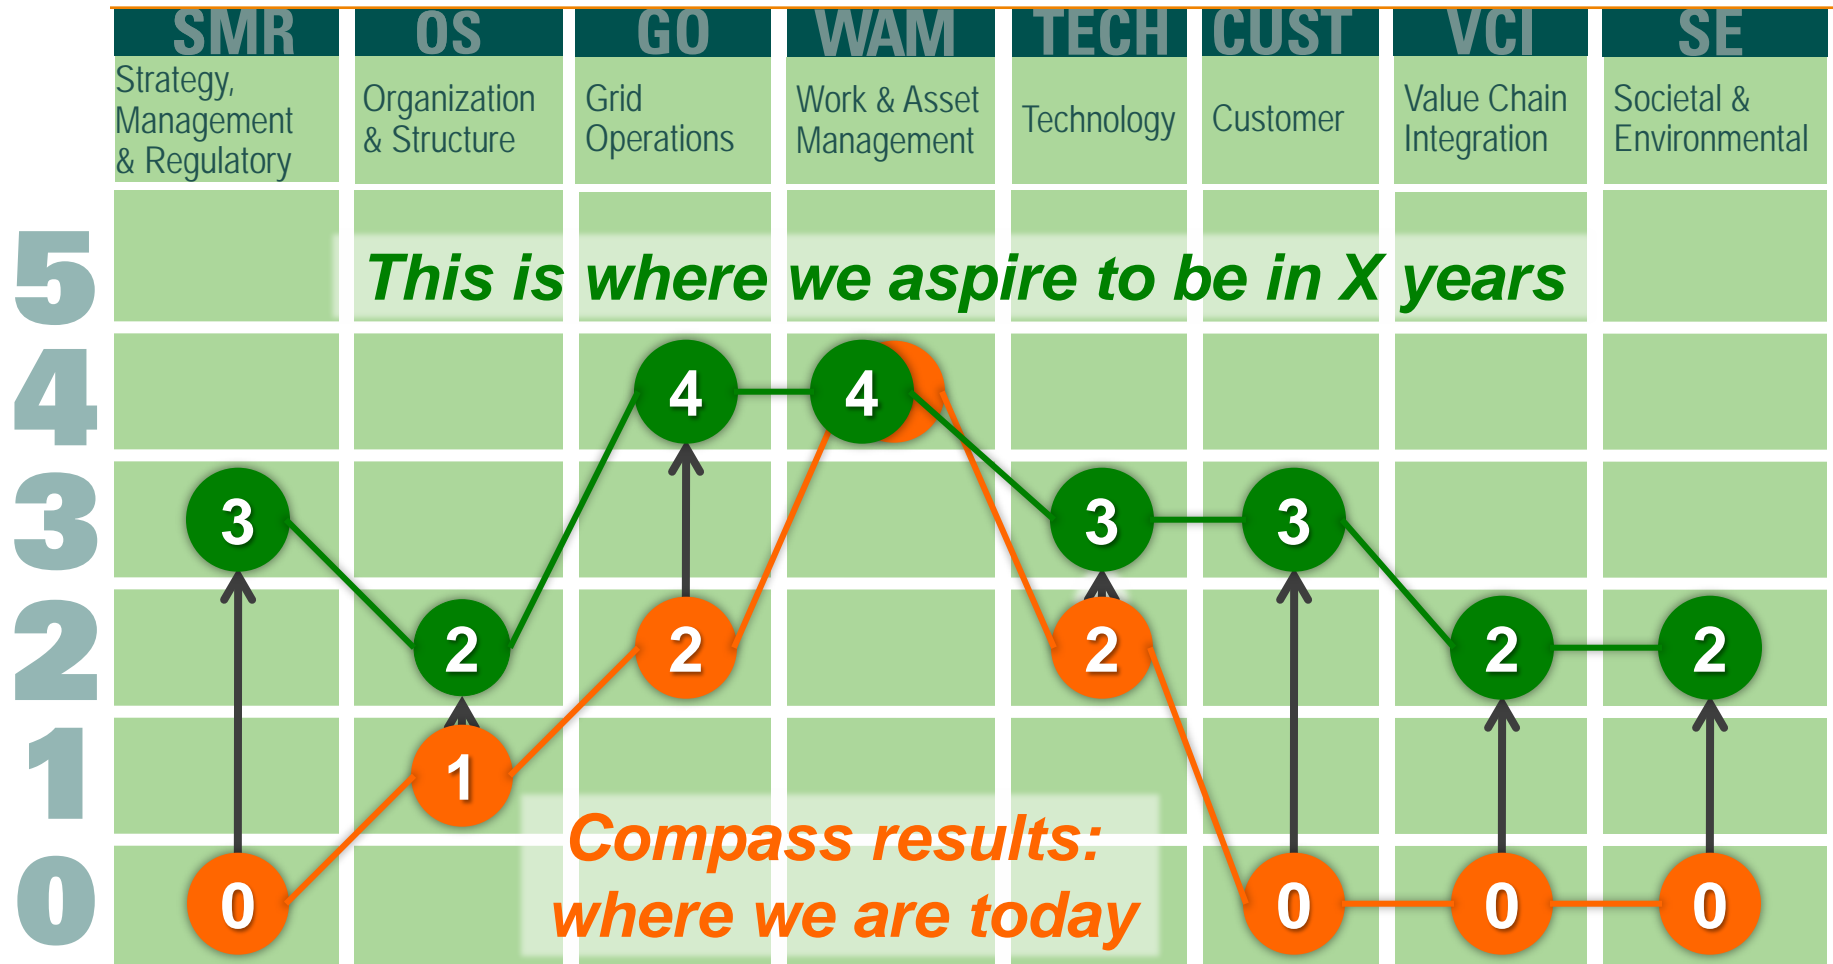 SMR OS GO WAM TECH CUST VCI SE
Strategy,
Management
& Regulatory
Organization
& Structure
Grid
Operations
Work & Asset
Management
Technology
Customer
Value Chain
Integration
Societal &
Environmental
5
This is where we aspire to be in X years
4
4 4
3
3 3 3
2
2 2 2 2 2
1
1
Compass results:
where we are today
0
0 0 0 0